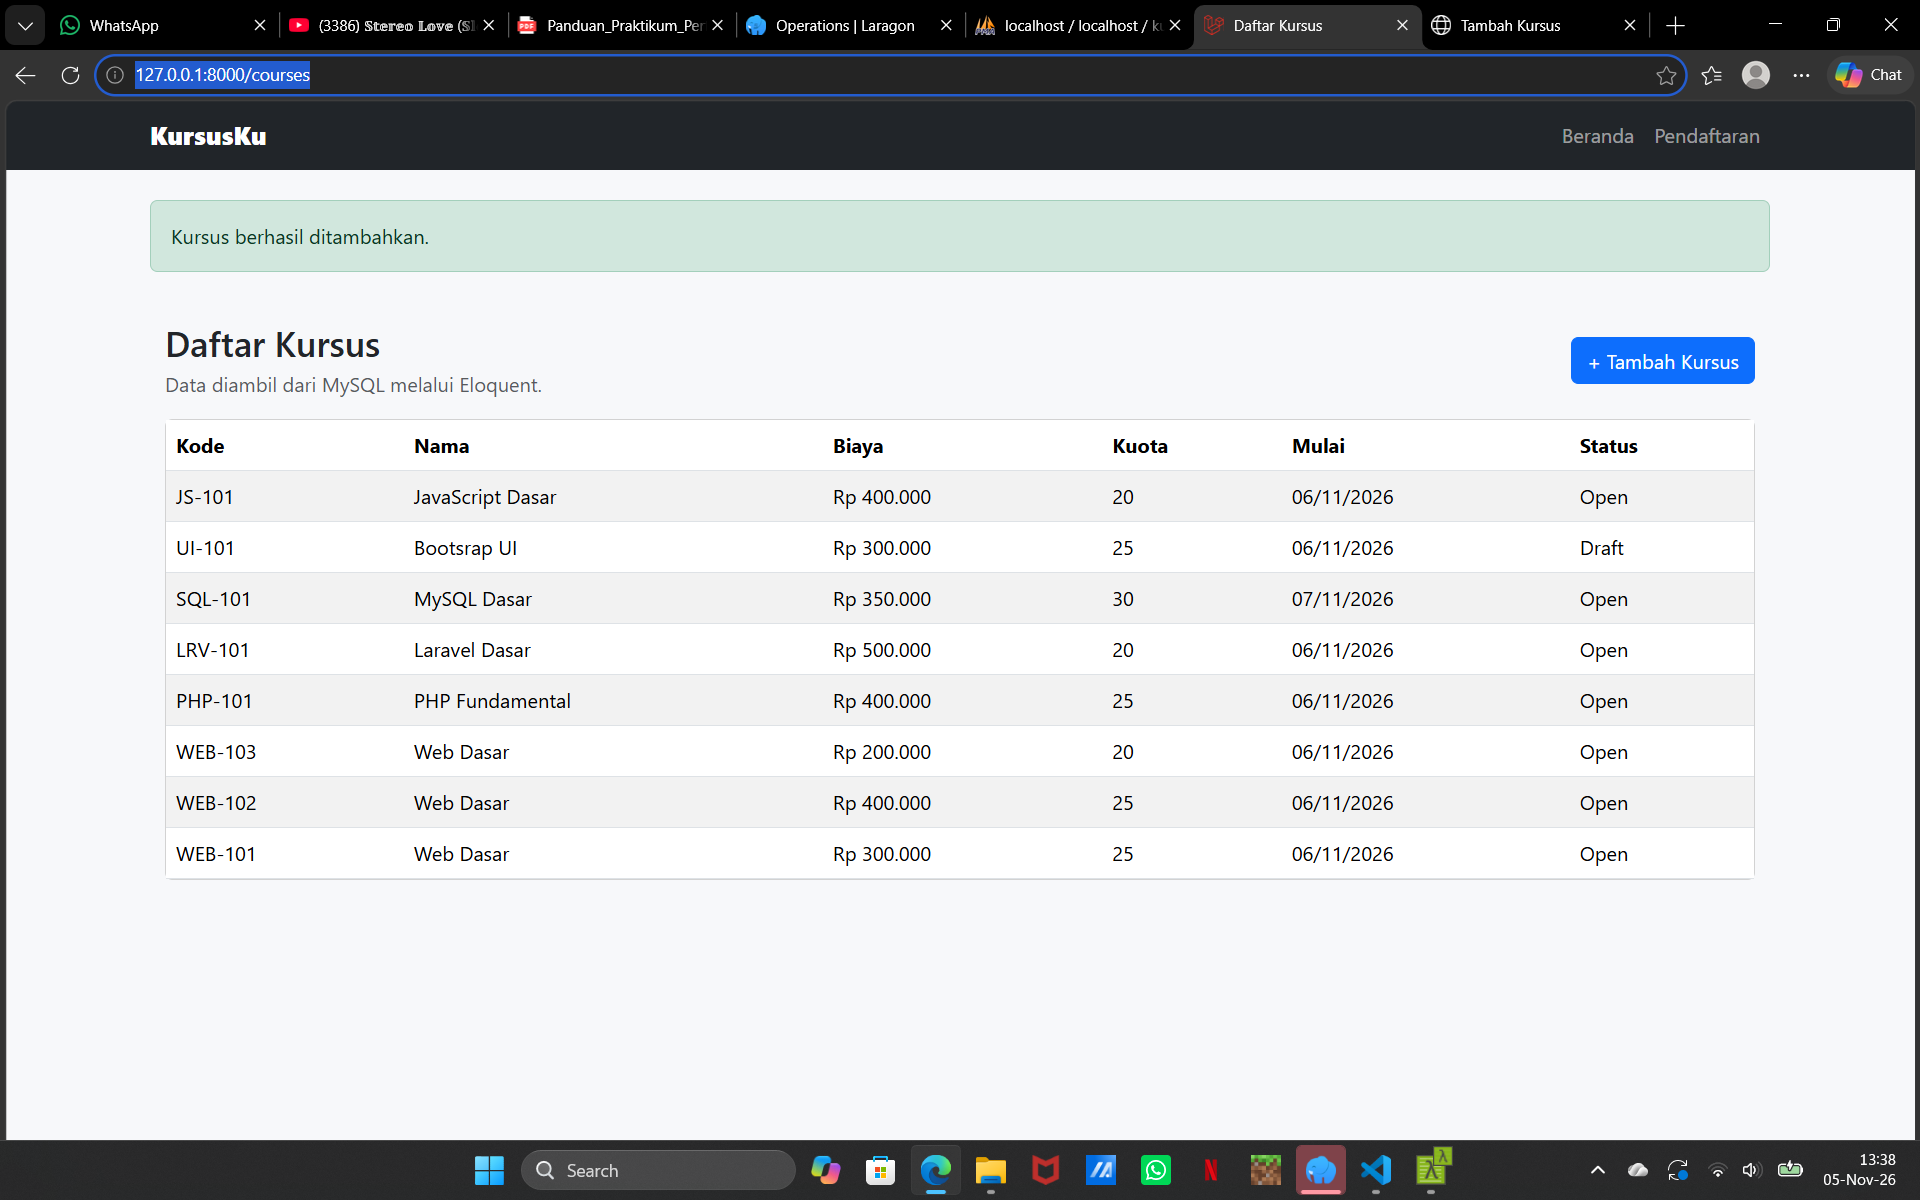 WhatsApp
(3386) 𝐒𝐭𝐞𝐫𝐞𝐨 𝐋𝐨𝐯𝐞 (S
Panduan_Praktikum_Per
Operations | Laragon
localhost / localhost / k
Daftar Kursus
Tambah Kursus
127.0.0.1:8000/courses
Chat
KursusKu
Beranda Pendaftaran
Kursus berhasil ditambahkan.
Daftar Kursus
Data diambil dari MySQL melalui Eloquent.
+ Tambah Kursus
Kode Nama Biaya Kuota Mulai Status
JS-101 JavaScript Dasar Rp 400.000 20 06/11/2026 Open
UI-101 Bootsrap UI Rp 300.000 25 06/11/2026 Draft
SQL-101 MySQL Dasar Rp 350.000 30 07/11/2026 Open
LRV-101 Laravel Dasar Rp 500.000 20 06/11/2026 Open
PHP-101 PHP Fundamental Rp 400.000 25 06/11/2026 Open
WEB-103 Web Dasar Rp 200.000 20 06/11/2026 Open
WEB-102 Web Dasar Rp 400.000 25 06/11/2026 Open
WEB-101 Web Dasar Rp 300.000 25 06/11/2026 Open
Search
13:38
05-Nov-26